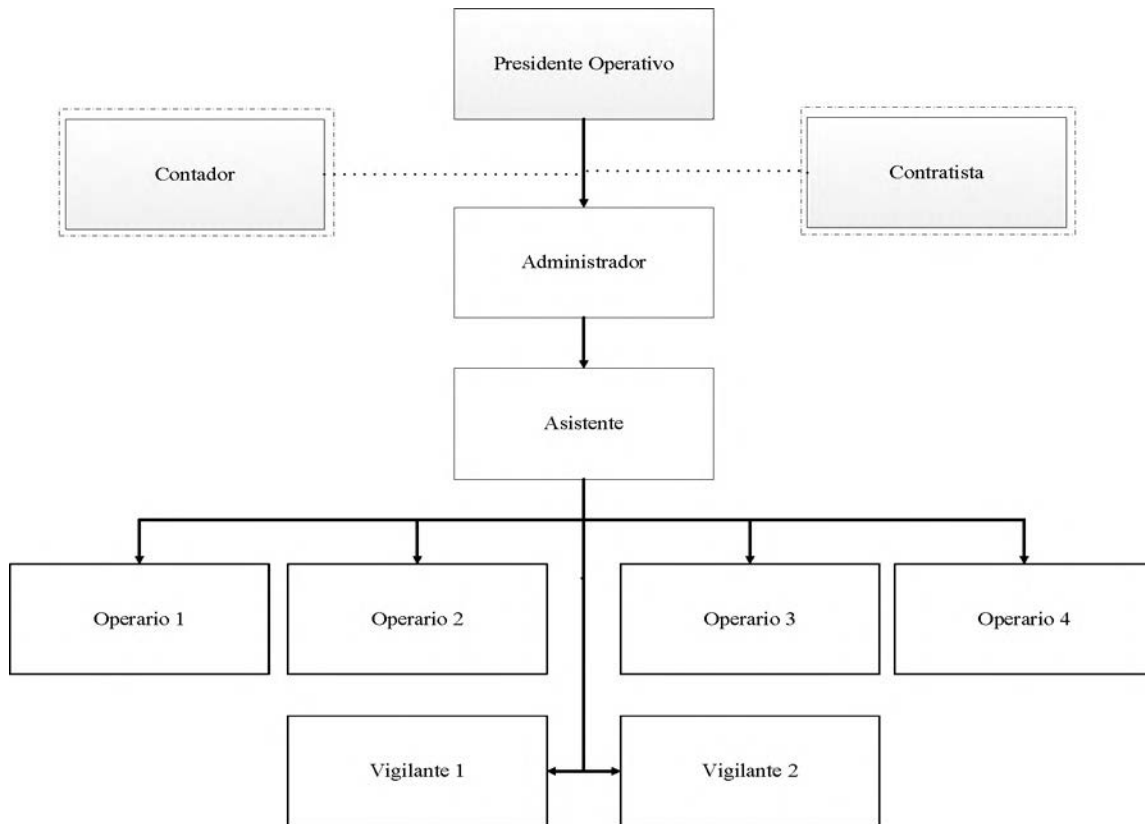 Presidente Operativo
Contador
Contratista
Administrador
Asistente
Operario 1
Operario 2
Operario 3
Operario 4
Vigilante 1
Vigilante 2